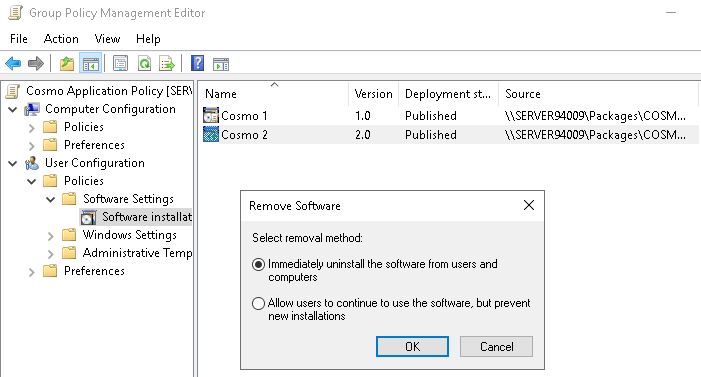 Group Policy Management Editor
File Action View Help
Cosmo Application Policy [SER
Computer Configuration
Policies
Preferences
User Configuration
Policies
Software Settings
Software installat
Windows Settings
Administrative Temp
Preferences
Name Version Deployment st... Source
Cosmo 1 1.0 Published \\SERVER94009\Packages\COSM...
Cosmo 2 2.0 Published \\SERVER94009\Packages\COSM...
Remove Software
Select removal method:
Immediately uninstall the software from users and
computers
Allow users to continue to use the software, but prevent
new installations
OK Cancel